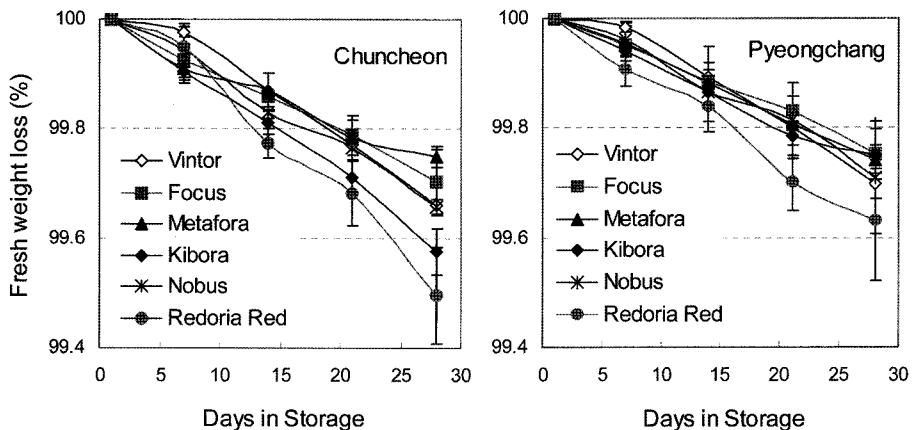 Fresh weight loss (%)
100
99.8
99.6
99.4
Chuncheon
Vintor
Focus
Metafora
Kibora
Nobus
Redoria Red
0 5 10 15 20 25 30
Days in Storage
100
99.8
99.6
99.4
Pyeongchang
Vintor
Focus
Metafora
Kibora
Nobus
Redoria Red
0 5 10 15 20 25 30
Days in Storage